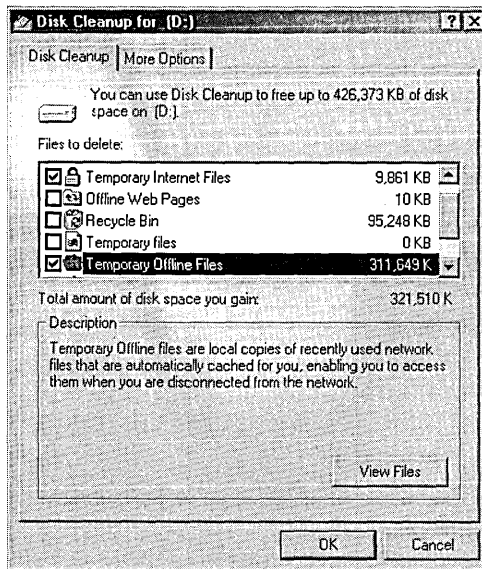 Disk Cleanup for (D:)
Disk Cleanup More Options
You can use Disk Cleanup to free up to 426,373 KB of disk
space on (D:).
Files to delete:
Temporary Internet Files 9,861 KB
Offline Web Pages 10 KB
Recycle Bin 95,248 KB
Temporary files 0 KB
Temporary Offline Files 311,649 K
Total amount of disk space you gain: 321,510 K
Description
Temporary Offline files are local copies of recently used network
files that are automatically cached for you, enabling you to access
them when you are disconnected from the network.
View Files
OK Cancel